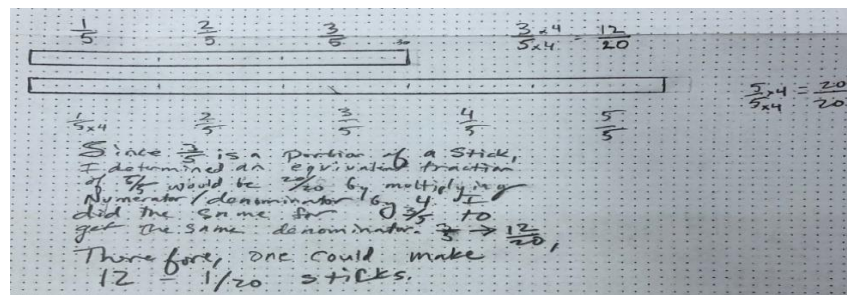 1/5 2/5 3/5 3×4/5×4 = 12/20
5×4/5×4 = 20/20
1/5×4 2/5 3/5 4/5 5/5
Since 3/5 is a portion of a stick,
I determined an equivalent fraction
of 5/5 would be 20/20 by multiplying
Numerator/denominator by 4. I
did the same for 3/5 to
get the same denominator. 3/5 → 12/20,
Therefore, one could make
12 - 1/20 sticks.